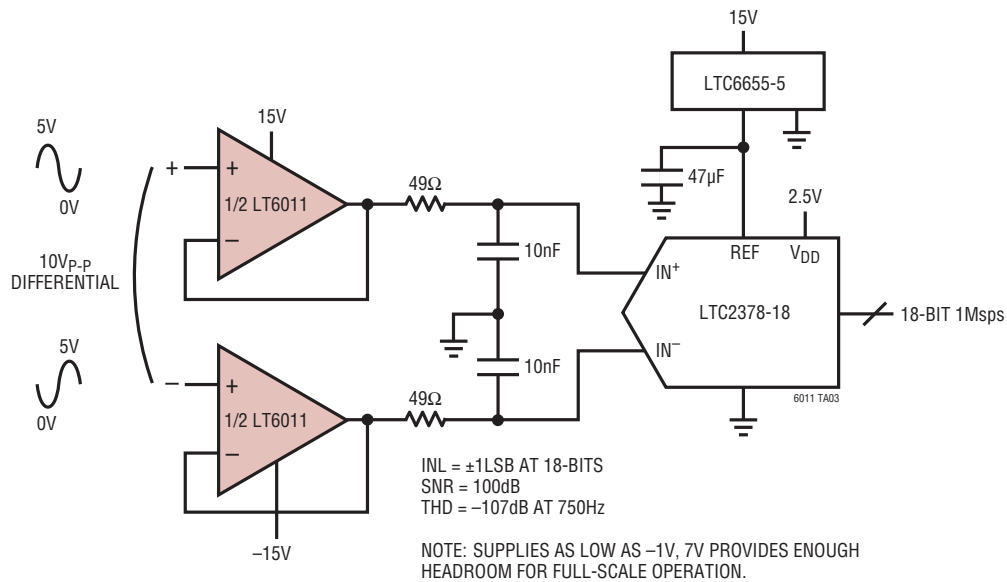 15V
LTC6655-5
5V
0V
15V
+
+
1/2 LT6011
–
49Ω
47µF
2.5V
10VP-P
DIFFERENTIAL
10nF
REF
VDD
IN+
LTC2378-18
18-BIT 1Msps
IN–
10nF
5V
0V
–
+
1/2 LT6011
–
49Ω
6011 TA03
–15V
INL = ±1LSB AT 18-BITS
SNR = 100dB
THD = –107dB AT 750Hz
NOTE: SUPPLIES AS LOW AS –1V, 7V PROVIDES ENOUGH
HEADROOM FOR FULL-SCALE OPERATION.